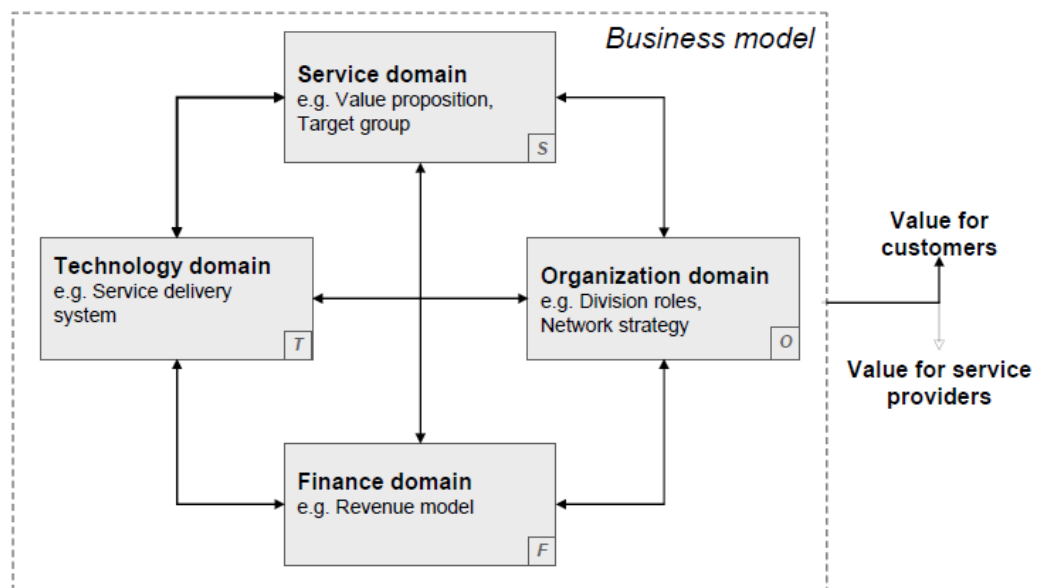 Business model
Service domain
e.g. Value proposition,
Target group
S
Technology domain
e.g. Service delivery
system
T
Organization domain
e.g. Division roles,
Network strategy
O
Value for
customers
Value for service
providers
Finance domain
e.g. Revenue model
F